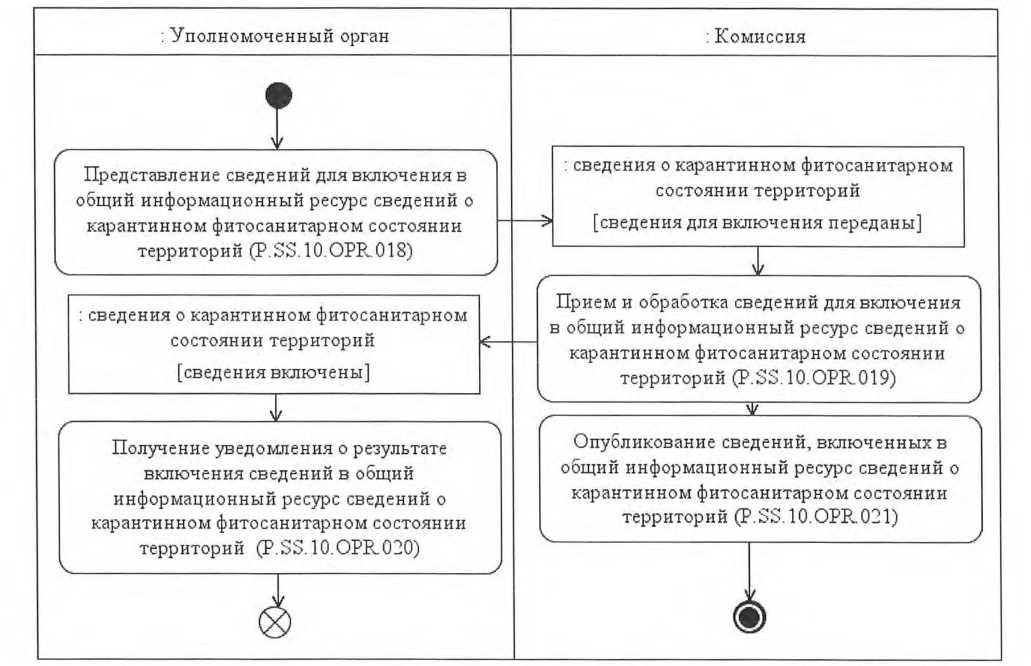 : Уполномоченный орган
: Комиссия
Представление сведений для включения в
общий информационный ресурс сведений о
карантинном фитосанитарном состоянии
территорий (P.SS.10.OPR.018)
: сведения о карантинном фитосанитарном
состоянии территорий
[сведения для включения переданы]
Прием и обработка сведений для включения
в общий информационный ресурс сведений о
карантинном фитосанитарном состоянии
территорий (P.SS.10.OPR.019)
: сведения о карантинном фитосанитарном
состоянии территорий
[сведения включены]
Получение уведомления о результате
включения сведений в общий
информационный ресурс сведений о
карантинном фитосанитарном состоянии
территорий (P.SS.10.OPR.020)
Опубликование сведений, включенных в
общий информационный ресурс сведений о
карантинном фитосанитарном состоянии
территорий (P.SS.10.OPR.021)